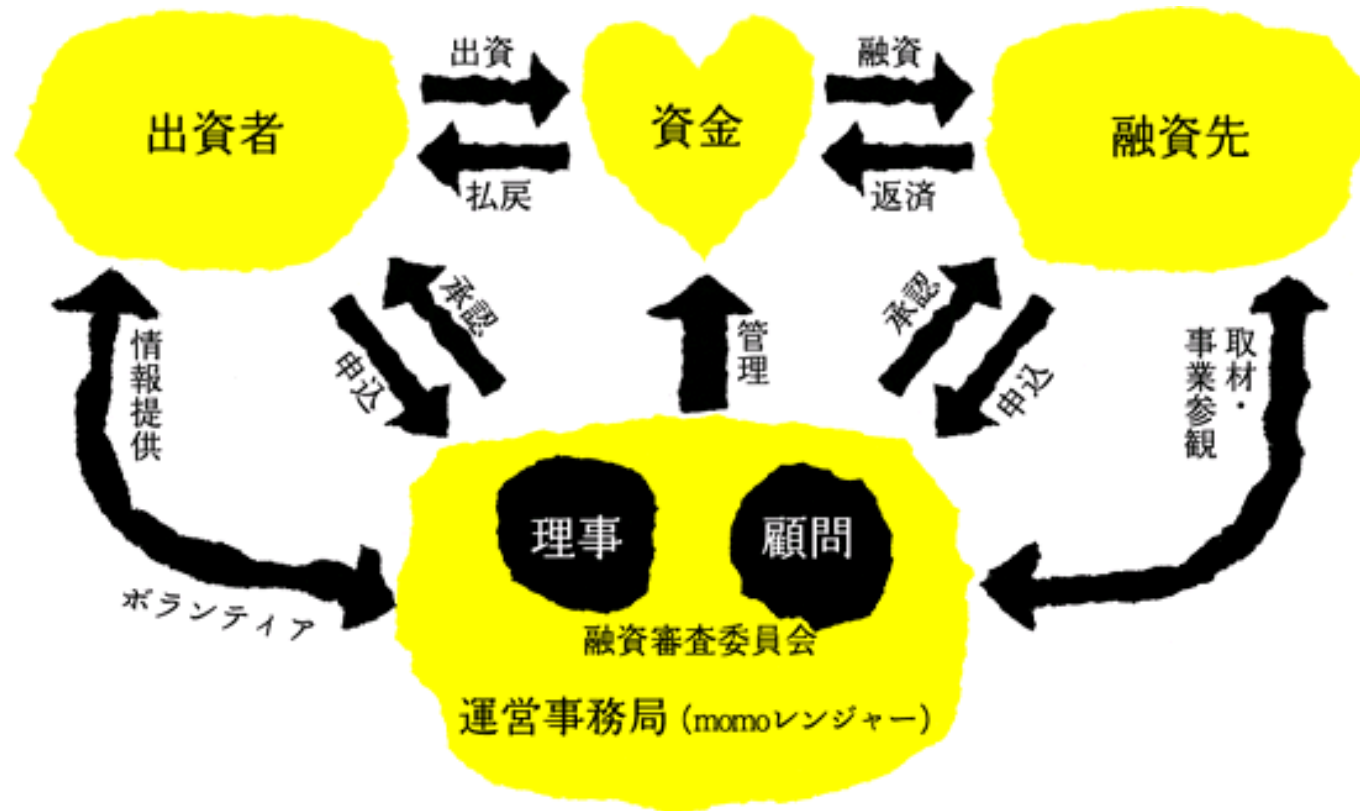 出資
融資
出資者
資金
融資先
払戻
返済
承認
申込
情報提供
管理
承認
申込
取材・
事業参観
ボランティア
理事
顧問
融資審査委員会
運営事務局（momoレンジャー）